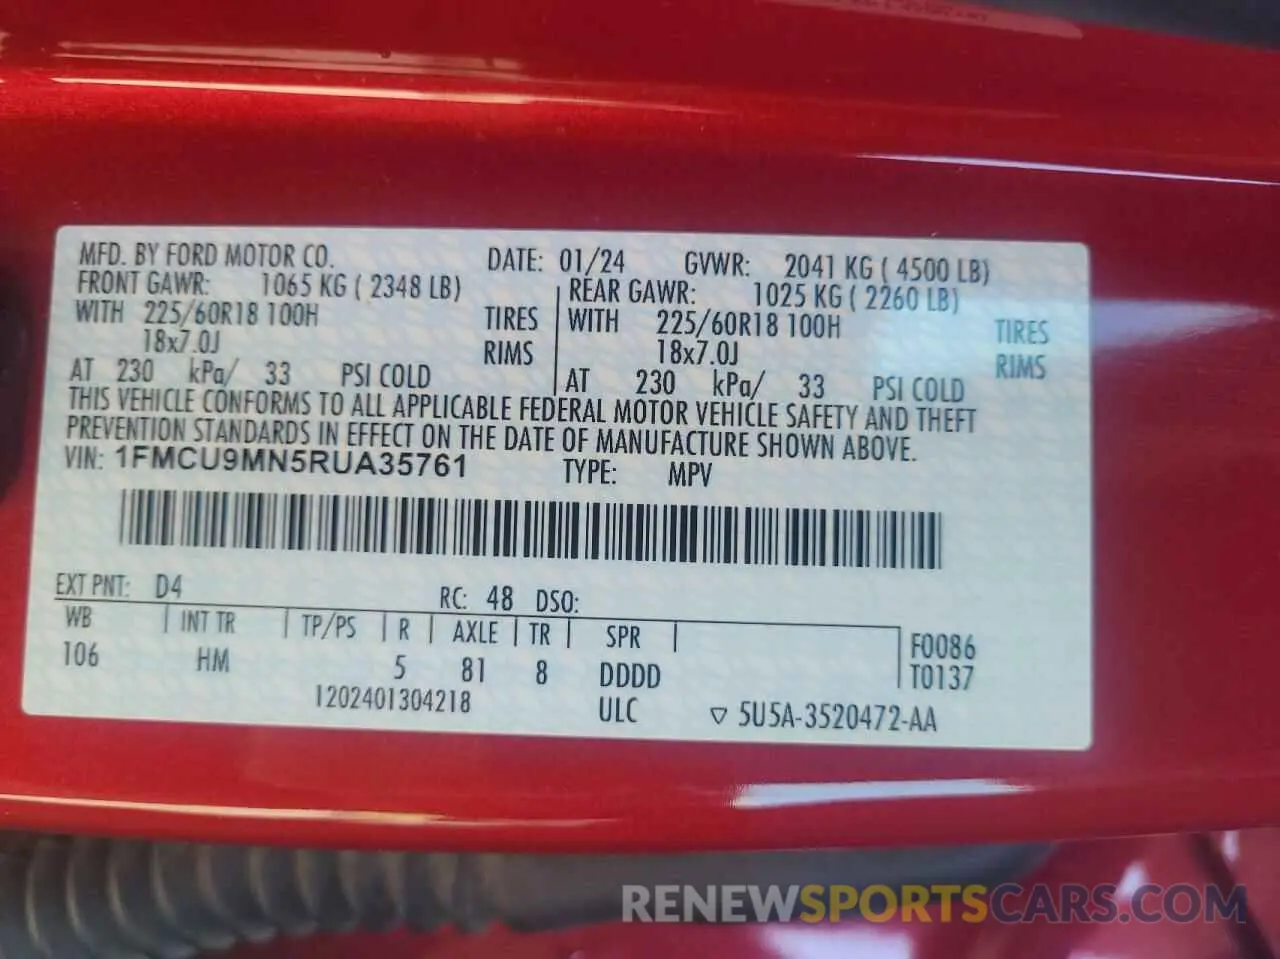 MFD. BY FORD MOTOR CO. DATE: 01/24 GVWR: 2041 KG ( 4500 LB)
FRONT GAWR: 1065 KG ( 2348 LB) REAR GAWR: 1025 KG ( 2260 LB)
WITH 225/60R18 100H TIRES WITH 225/60R18 100H TIRES
18x7.0J RIMS 18x7.0J RIMS
AT 230 kPa/ 33 PSI COLD AT 230 kPa/ 33 PSI COLD
THIS VEHICLE CONFORMS TO ALL APPLICABLE FEDERAL MOTOR VEHICLE SAFETY AND THEFT
PREVENTION STANDARDS IN EFFECT ON THE DATE OF MANUFACTURE SHOWN ABOVE.
VIN: 1FMCU9MN5RUA35761 TYPE: MPV
EXT PNT: D4 RC: 48 DSO:
WB INT TR TP/PS R AXLE TR SPR F0086
106 HM 5 81 8 DDDD T0137
1202401304218 ULC ▽ 5U5A-3520472-AA
RENEWSPORTSCARS.COM